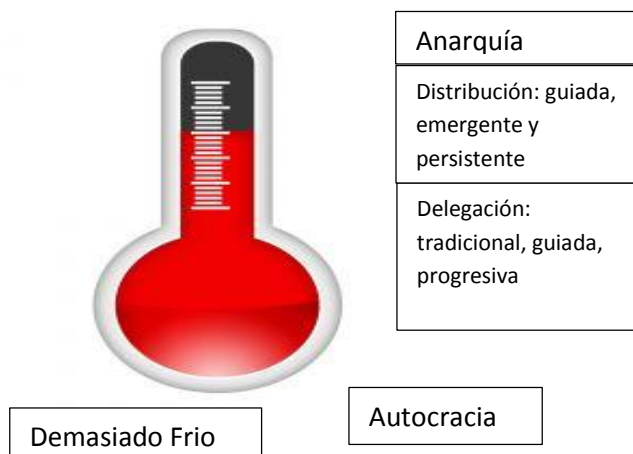 Anarquía
Distribución: guiada,
emergente y
persistente
Delegación:
tradicional, guiada,
progresiva
Autocracia
Demasiado Frio